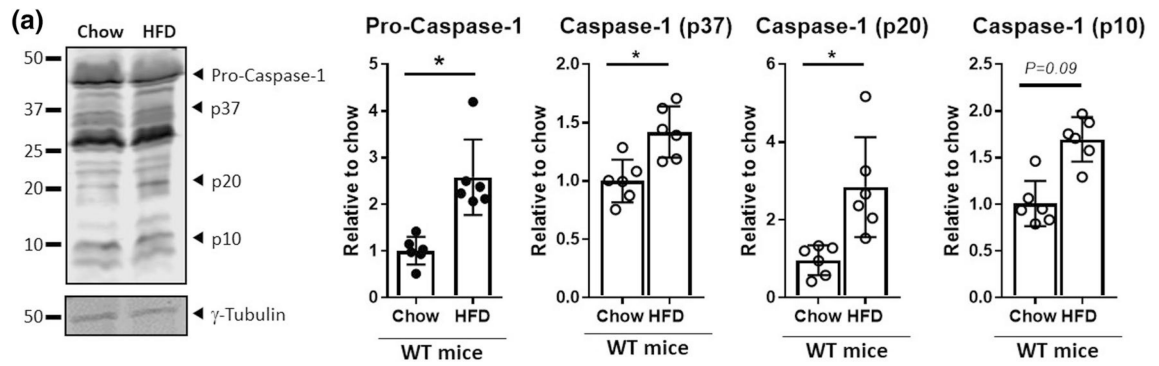 (a)
Chow HFD
50
37
25
20
10
50
Pro-Caspase-1
p37
p20
p10
γ-Tubulin
Pro-Caspase-1
Relative to chow
5
4
3
2
1
0
*
Chow HFD
WT mice
Caspase-1 (p37)
Relative to chow
2.0
1.5
1.0
0.5
0.0
*
Chow HFD
WT mice
Caspase-1 (p20)
Relative to chow
6
4
2
0
*
Chow HFD
WT mice
Caspase-1 (p10)
Relative to chow
2.5
2.0
1.5
1.0
0.5
0.0
P=0.09
Chow HFD
WT mice